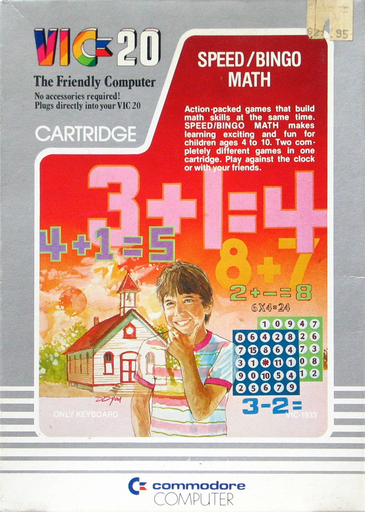 VIC-20
The Friendly Computer
No accessories required!
Plugs directly into your VIC 20
CARTRIDGE
SPEED/BINGO
MATH
Action-packed games that build
math skills at the same time.
SPEED/BINGO MATH makes
learning exciting and fun for
children ages 4 to 10. Two com-
pletely different games in one
cartridge. Play against the clock
or with your friends.
3+1=4
4+1=5
8+7
2+-=8
6X4=24
3-2=
ONLY KEYBOARD
VIC-1933
commodore
COMPUTER